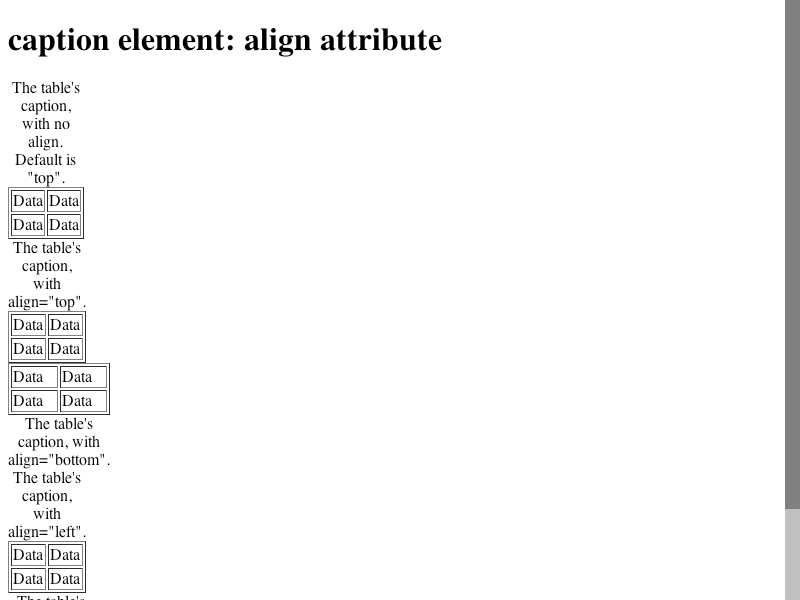 caption element: align attribute
The table's
caption,
with no
align.
Default is
"top".
Data Data
Data Data
The table's
caption,
with
align="top".
Data Data
Data Data
Data Data
Data Data
The table's
caption, with
align="bottom".
The table's
caption,
with
align="left".
Data Data
Data Data
The table's